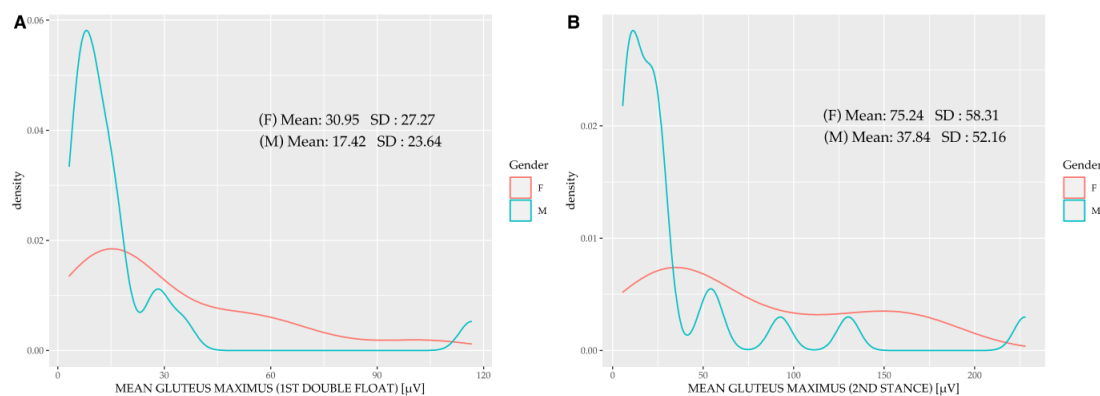 A
0.06
0.04
0.02
0.00
density
(F) Mean: 30.95 SD : 27.27
(M) Mean: 17.42 SD : 23.64
Gender
F
M
0
30
60
90
120
MEAN GLUTEUS MAXIMUS (1ST DOUBLE FLOAT) [μV]
B
0.02
0.01
0.00
density
(F) Mean: 75.24 SD : 58.31
(M) Mean: 37.84 SD : 52.16
Gender
F
M
0
50
100
150
200
MEAN GLUTEUS MAXIMUS (2ND STANCE) [μV]